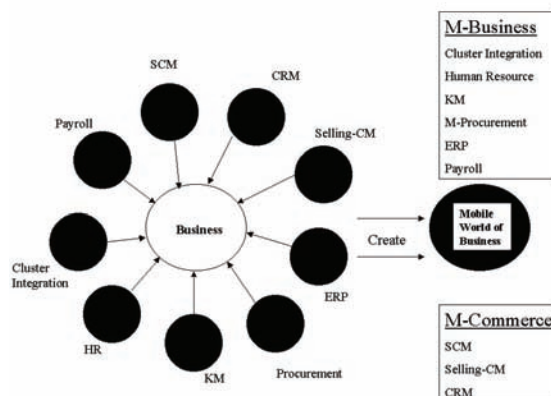 M-Business
Cluster Integration
Human Resource
KM
M-Procurement
ERP
Payroll
SCM
CRM
Payroll
Selling-CM
Business
Cluster
Integration
HR
KM
Procurement
ERP
Create
Mobile
World of
Business
M-Commerce
SCM
Selling-CM
CRM